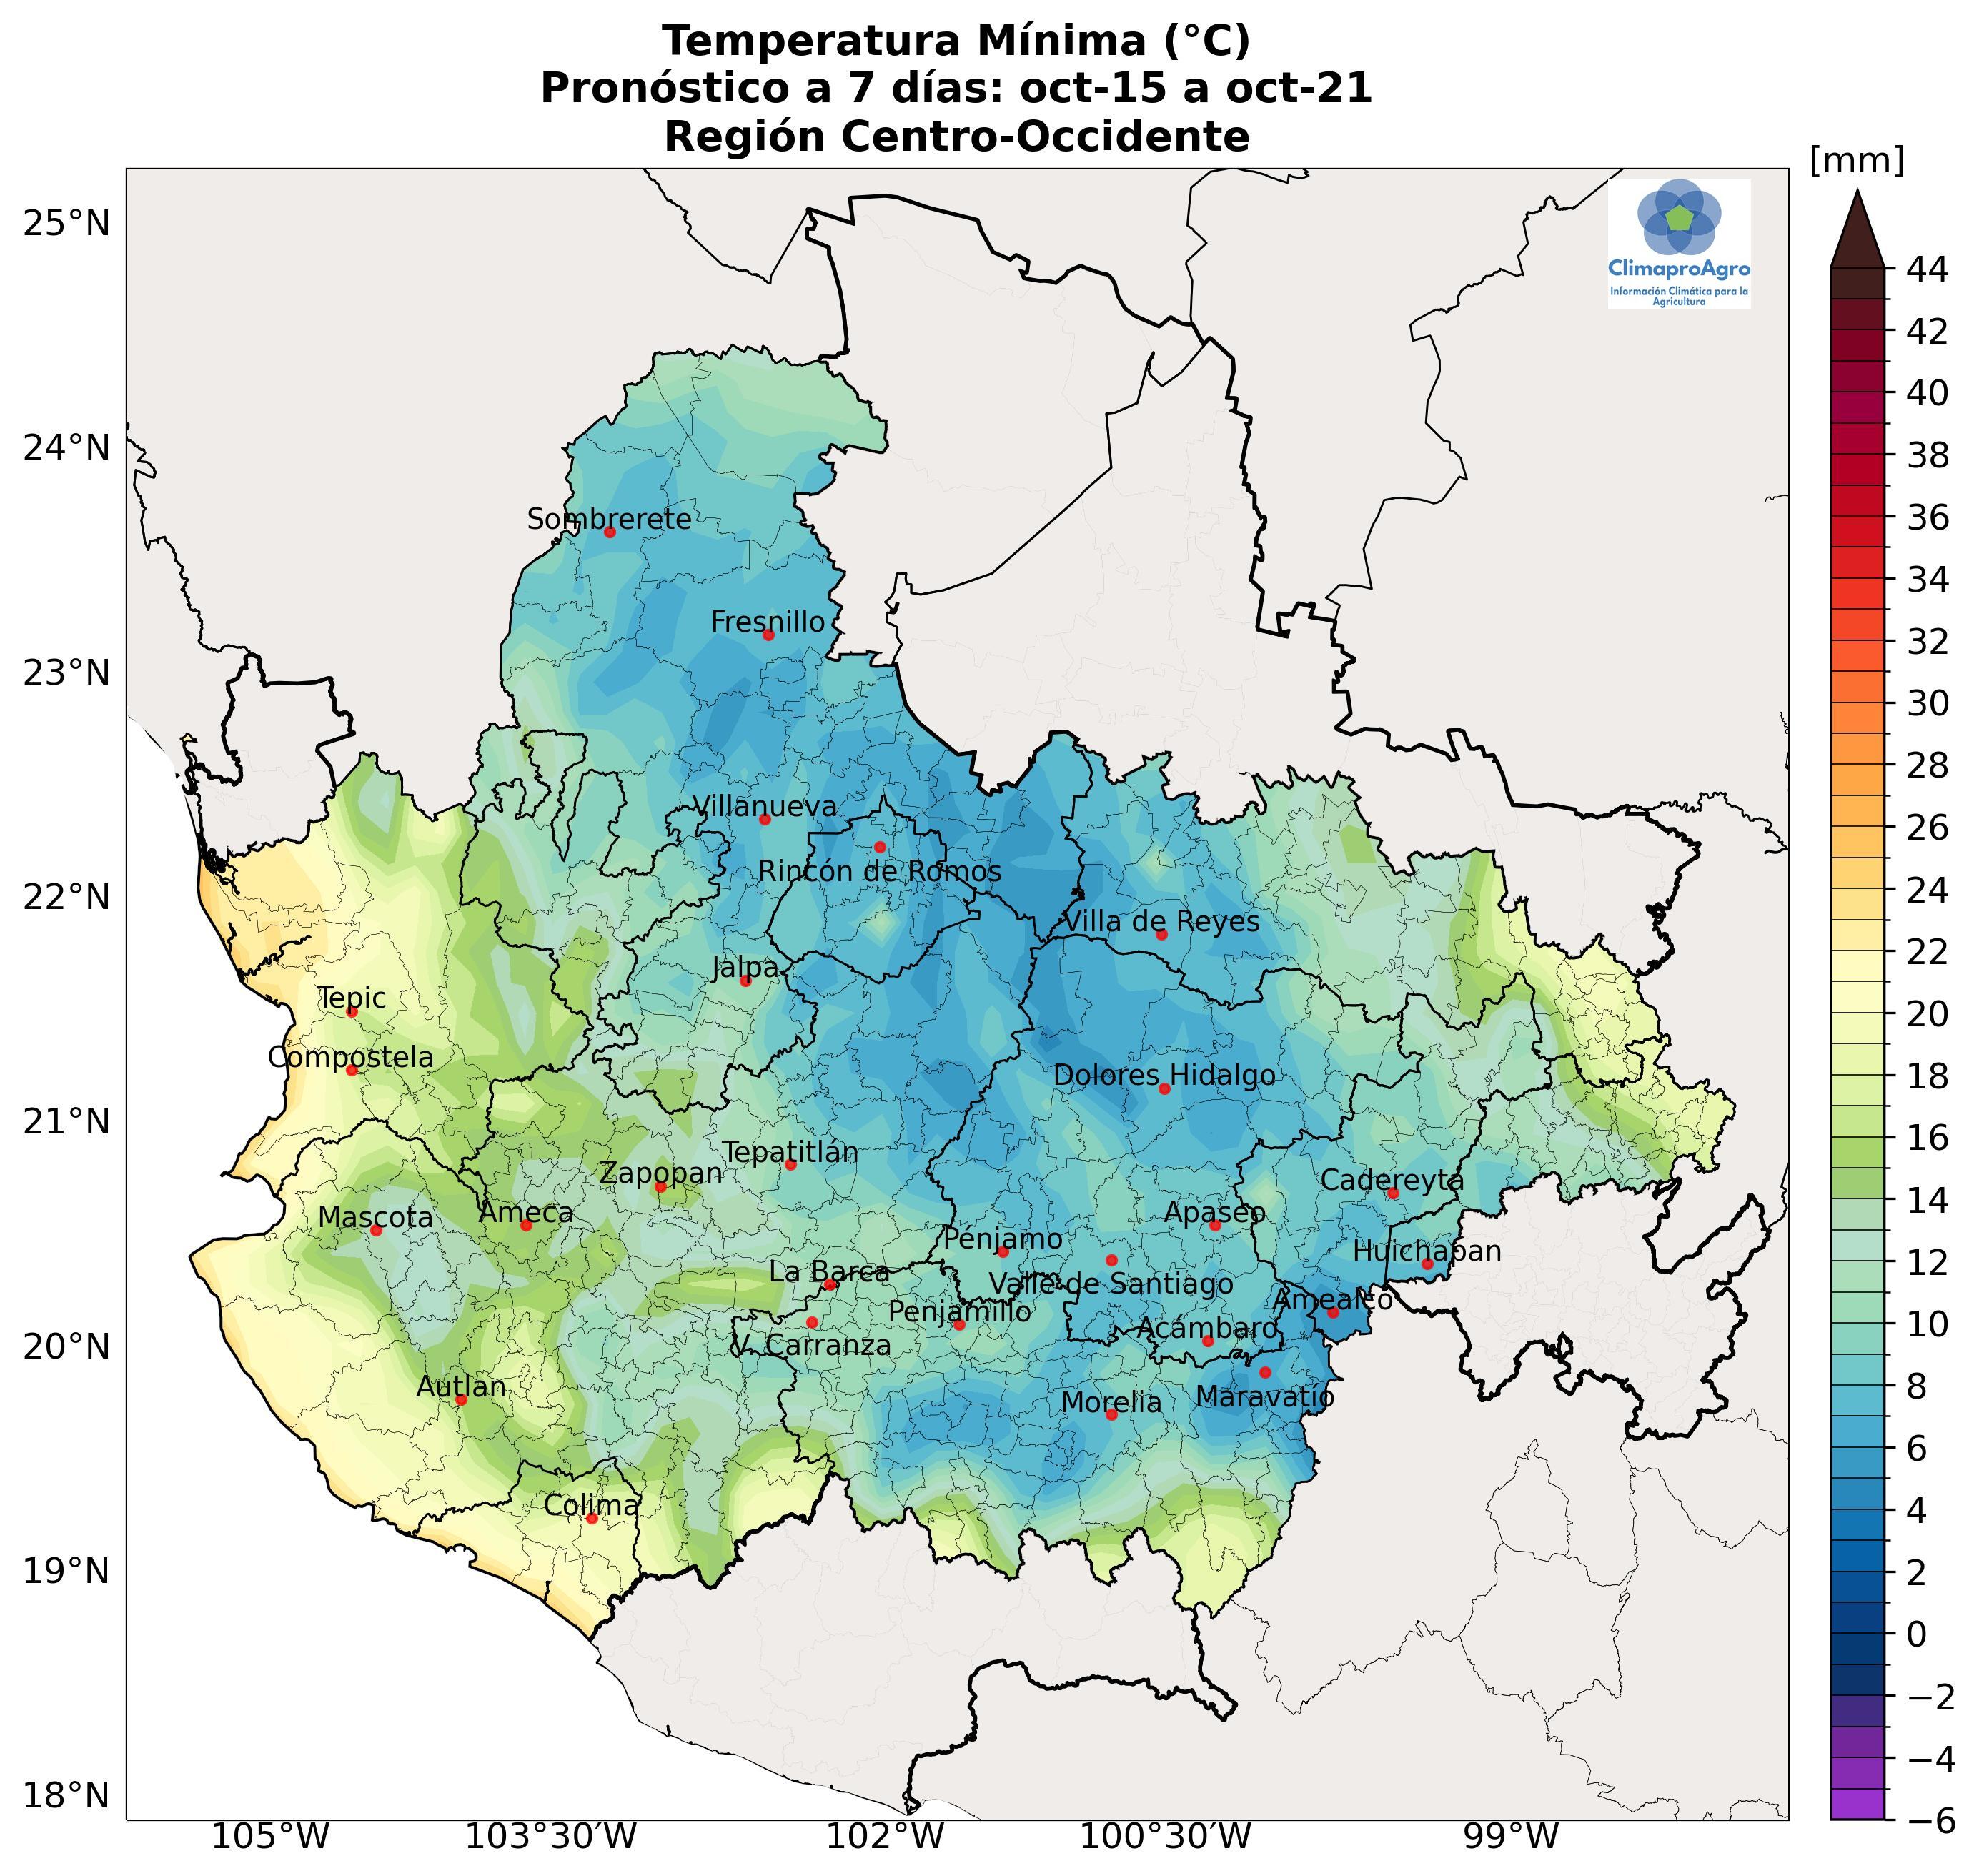 Temperatura Mínima (°C)
Pronóstico a 7 días: oct-15 a oct-21
Región Centro-Occidente
[mm]
ClimaproAgro
Información Climática para la
Agricultura
25°N
24°N
23°N
22°N
21°N
20°N
19°N
18°N
Sombrerete
Fresnillo
Villanueva
Rincón de Romos
Villa de Reyes
Jalpa
Tepic
Compostela
Dolores Hidalgo
Tepatitlán
Zapopan
Cadereyta
Mascota
Ameca
Apaseo
Pénjamo
Huichapan
La Barca
Valle de Santiago
Amealco
Penjamillo
Acámbaro
V. Carranza
Autlan
Morelia
Maravatío
Colima
105°W
103°30'W
102°W
100°30'W
99°W
44
42
40
38
36
34
32
30
28
26
24
22
20
18
16
14
12
10
8
6
4
2
0
−2
−4
−6